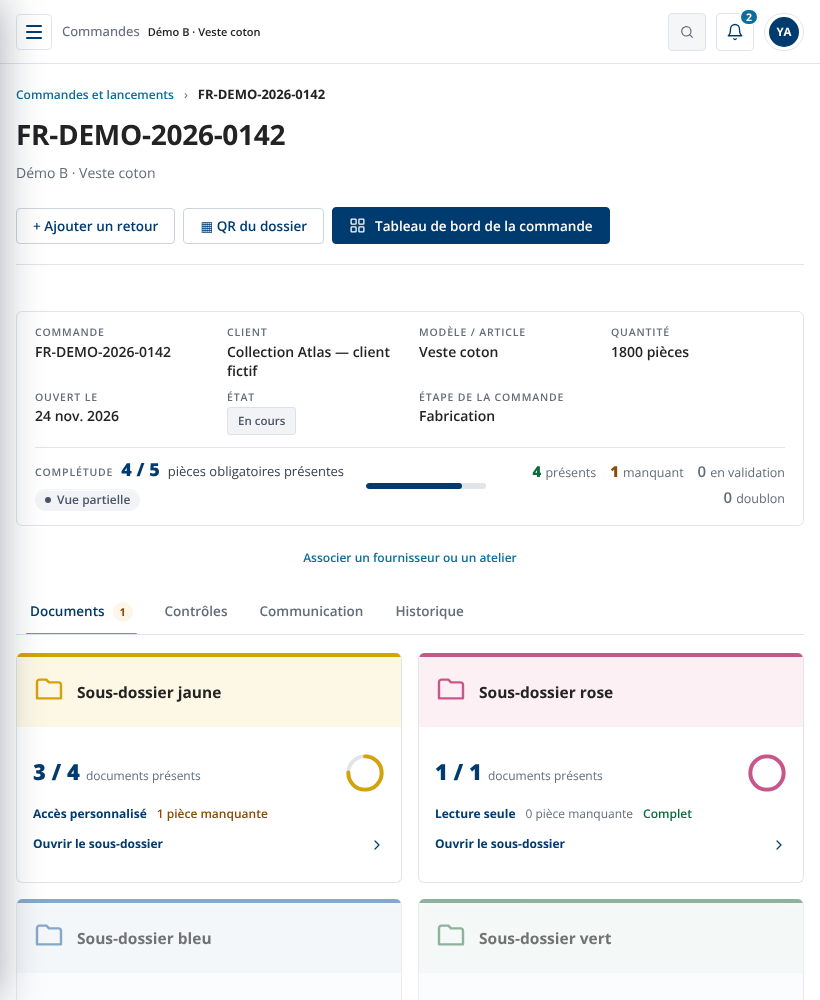 Commandes Démo B · Veste coton
2
YA
Commandes et lancements › FR-DEMO-2026-0142
FR-DEMO-2026-0142
Démo B · Veste coton
+ Ajouter un retour
▦ QR du dossier
Tableau de bord de la commande
COMMANDE
FR-DEMO-2026-0142
CLIENT
Collection Atlas — client
fictif
MODÈLE / ARTICLE
Veste coton
QUANTITÉ
1800 pièces
OUVERT LE
24 nov. 2026
ÉTAT
En cours
ÉTAPE DE LA COMMANDE
Fabrication
COMPLÉTUDE 4 / 5 pièces obligatoires présentes
Vue partielle
4 présents 1 manquant 0 en validation
0 doublon
Associer un fournisseur ou un atelier
Documents 1 Contrôles Communication Historique
Sous-dossier jaune
3 / 4 documents présents
Accès personnalisé 1 pièce manquante
Ouvrir le sous-dossier
Sous-dossier rose
1 / 1 documents présents
Lecture seule 0 pièce manquante Complet
Ouvrir le sous-dossier
Sous-dossier bleu
Sous-dossier vert